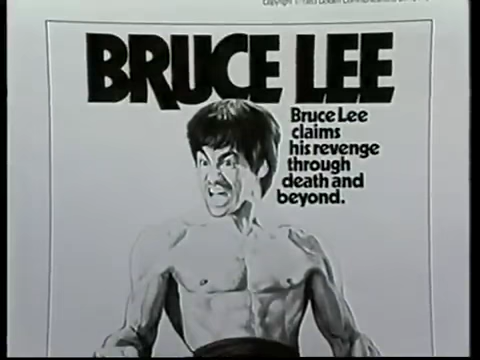 BRUCE LEE
Bruce Lee
claims
his revenge
through
death and
beyond.